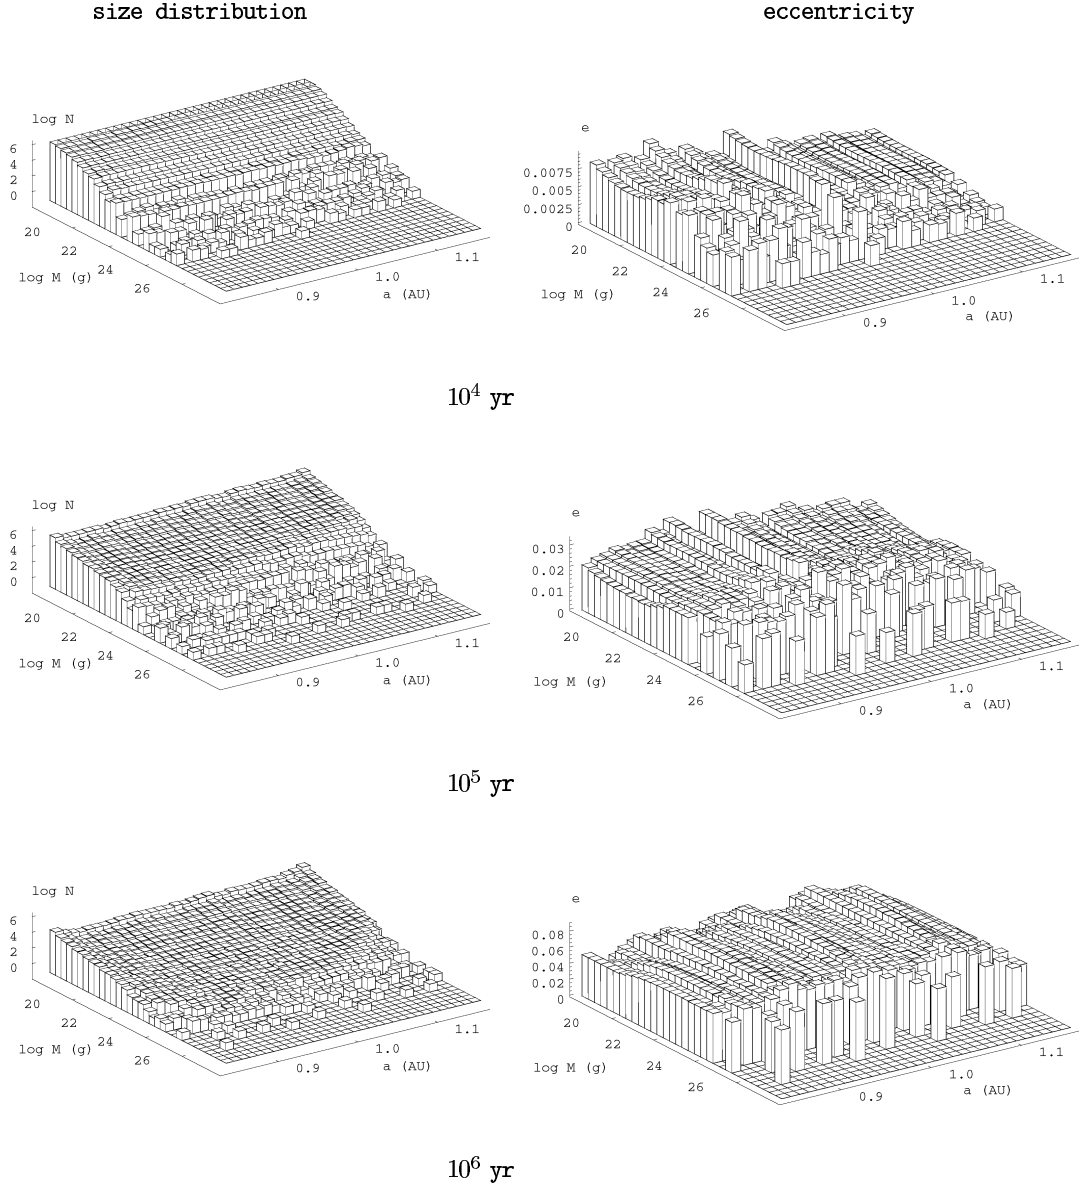 size distribution
eccentricity
log N
6
4
2
0
20
22
24
26
log M (g)
0.9
1.0
1.1
a (AU)
e
0.0075
0.005
0.0025
0
20
22
24
26
log M (g)
0.9
1.0
1.1
a (AU)
10⁴ yr
log N
6
4
2
0
20
22
24
26
log M (g)
0.9
1.0
1.1
a (AU)
e
0.03
0.02
0.01
0
20
22
24
26
log M (g)
0.9
1.0
1.1
a (AU)
10⁵ yr
log N
6
4
2
0
20
22
24
26
log M (g)
0.9
1.0
1.1
a (AU)
e
0.08
0.06
0.04
0.02
0
20
22
24
26
log M (g)
0.9
1.0
1.1
a (AU)
10⁶ yr